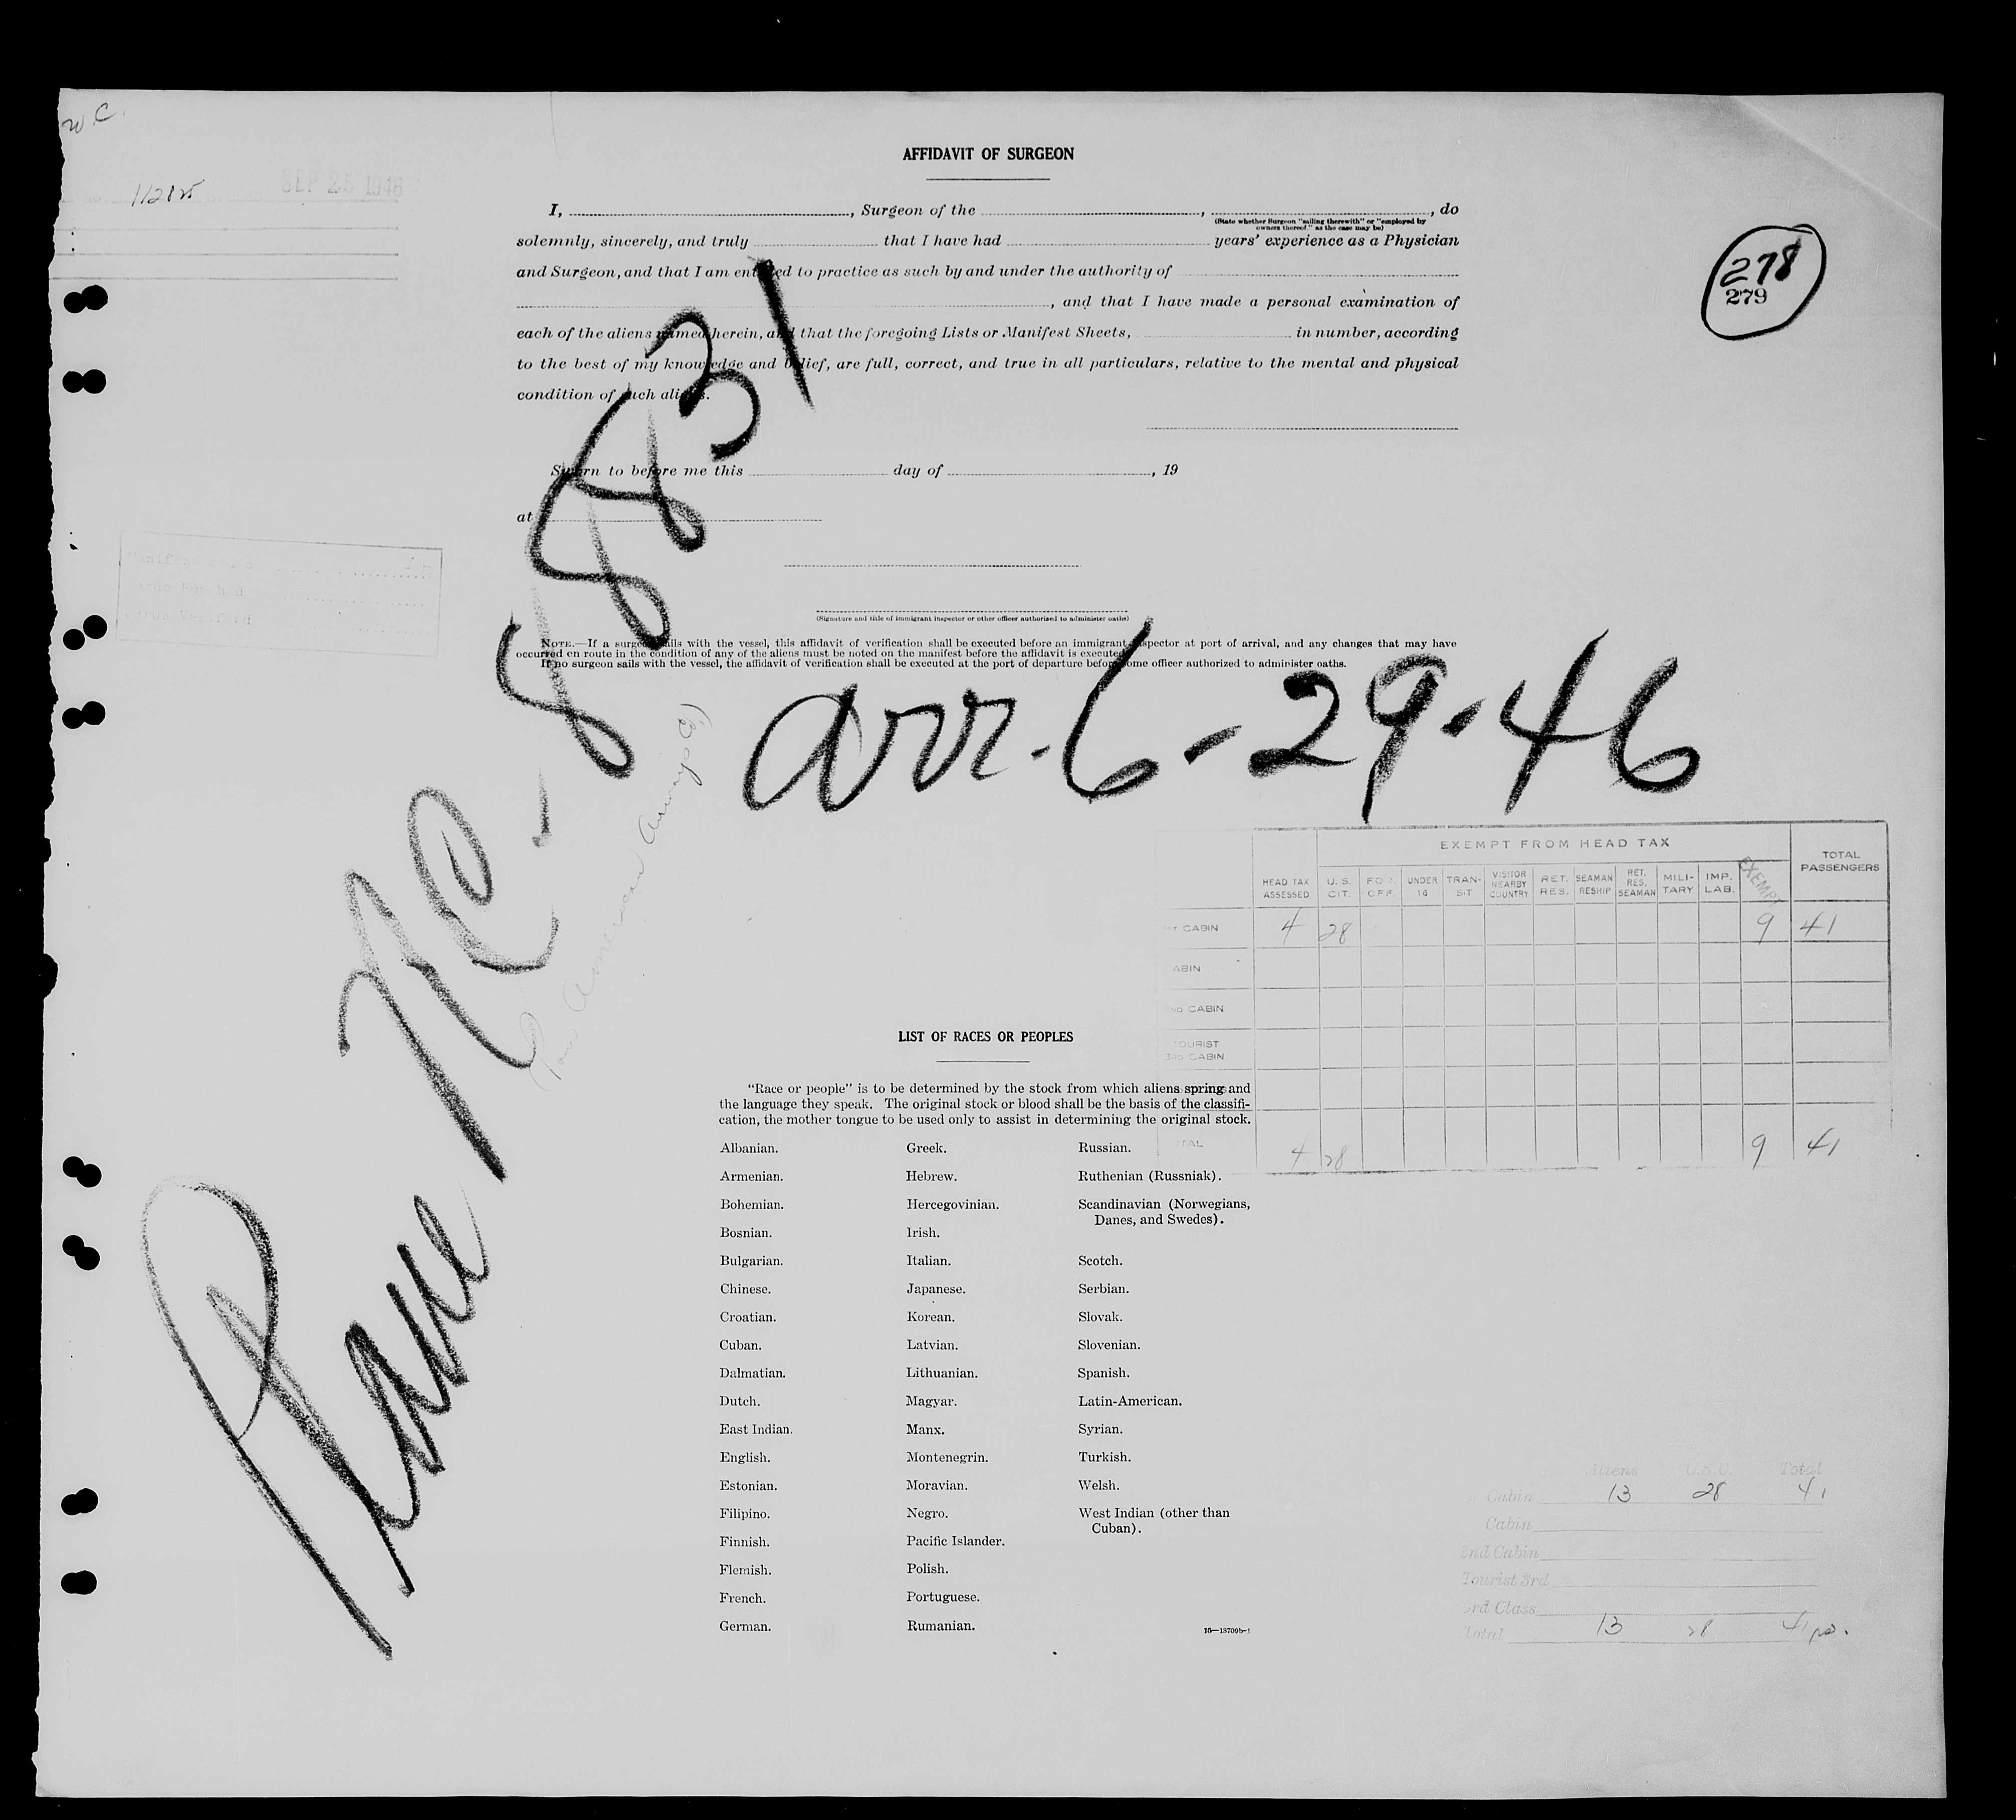 w C.
112825 SEP 25 1946
AFFIDAVIT OF SURGEON
I, , Surgeon of the , , do
(State whether Surgeon "sailing therewith" or "employed by
owners thereof," as the case may be)
solemnly, sincerely, and truly that I have had years' experience as a Physician
and Surgeon, and that I am entitled to practice as such by and under the authority of
, and that I have made a personal examination of
each of the aliens named herein, and that the foregoing Lists or Manifest Sheets, in number, according
to the best of my knowledge and belief, are full, correct, and true in all particulars, relative to the mental and physical
condition of such aliens.
278
279
Sworn to before me this day of , 19
at
(Signature and title of immigrant inspector or other officer authorized to administer oaths)
NOTE.—If a surgeon sails with the vessel, this affidavit of verification shall be executed before an immigrant inspector at port of arrival, and any changes that may have
occurred en route in the condition of any of the aliens must be noted on the manifest before the affidavit is executed.
If no surgeon sails with the vessel, the affidavit of verification shall be executed at the port of departure before some officer authorized to administer oaths.
Plane NC-88831
(Pan American Airways)
arr. 6-29-46
EXEMPT FROM HEAD TAX
HEAD TAX ASSESSED U. S. CIT. FOR. OFF. UNDER 16 TRAN-SIT VISITOR NEARBY COUNTRY RET. RES. SEAMAN RESHIP RET. RES. SEAMAN MILI-TARY IMP. LAB. EXEMPT TOTAL PASSENGERS
CABIN 4 28 9 41
CABIN
2ND CABIN
TOURIST
3RD CABIN
TAL 4 28 9 41
LIST OF RACES OR PEOPLES
"Race or people" is to be determined by the stock from which aliens spring and
the language they speak. The original stock or blood shall be the basis of the classifi-
cation, the mother tongue to be used only to assist in determining the original stock.
Albanian.
Armenian.
Bohemian.
Bosnian.
Bulgarian.
Chinese.
Croatian.
Cuban.
Dalmatian.
Dutch.
East Indian.
English.
Estonian.
Filipino.
Finnish.
Flemish.
French.
German.
Greek.
Hebrew.
Hercegovinian.
Irish.
Italian.
Japanese.
Korean.
Latvian.
Lithuanian.
Magyar.
Manx.
Montenegrin.
Moravian.
Negro.
Pacific Islander.
Polish.
Portuguese.
Rumanian.
Russian.
Ruthenian (Russniak).
Scandinavian (Norwegians,
Danes, and Swedes).
Scotch.
Serbian.
Slovak.
Slovenian.
Spanish.
Latin-American.
Syrian.
Turkish.
Welsh.
West Indian (other than
Cuban).
16—13709b-1
Aliens U.S.C. Total
Cabin 13 28 41
Cabin
2nd Cabin
Tourist 3rd
3rd Class
Total 13 28 41